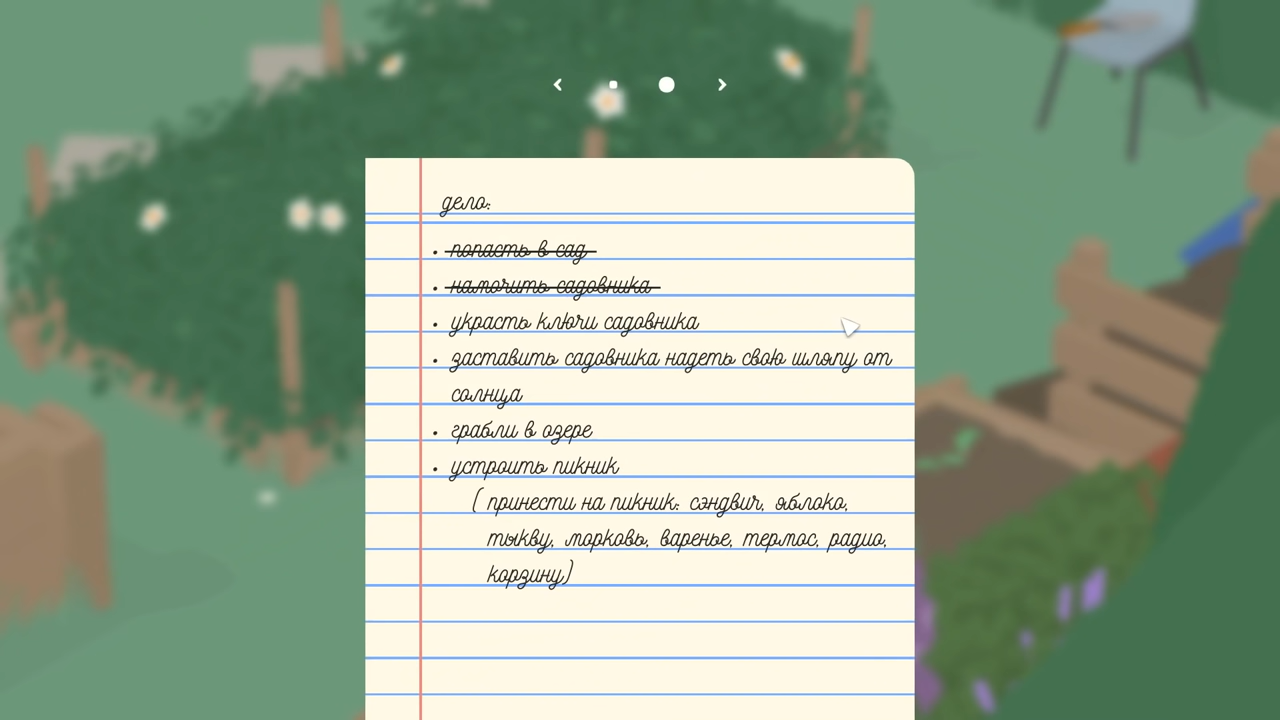 дело:
• попасть в сад
• намочить садовника
• украсть ключи садовника
• заставить садовника надеть свою шляпу от
солнца
• грабли в озере
• устроить пикник
( принести на пикник: сэндвич, яблоко,
тыкву, морковь, варенье, термос, радио,
корзину)